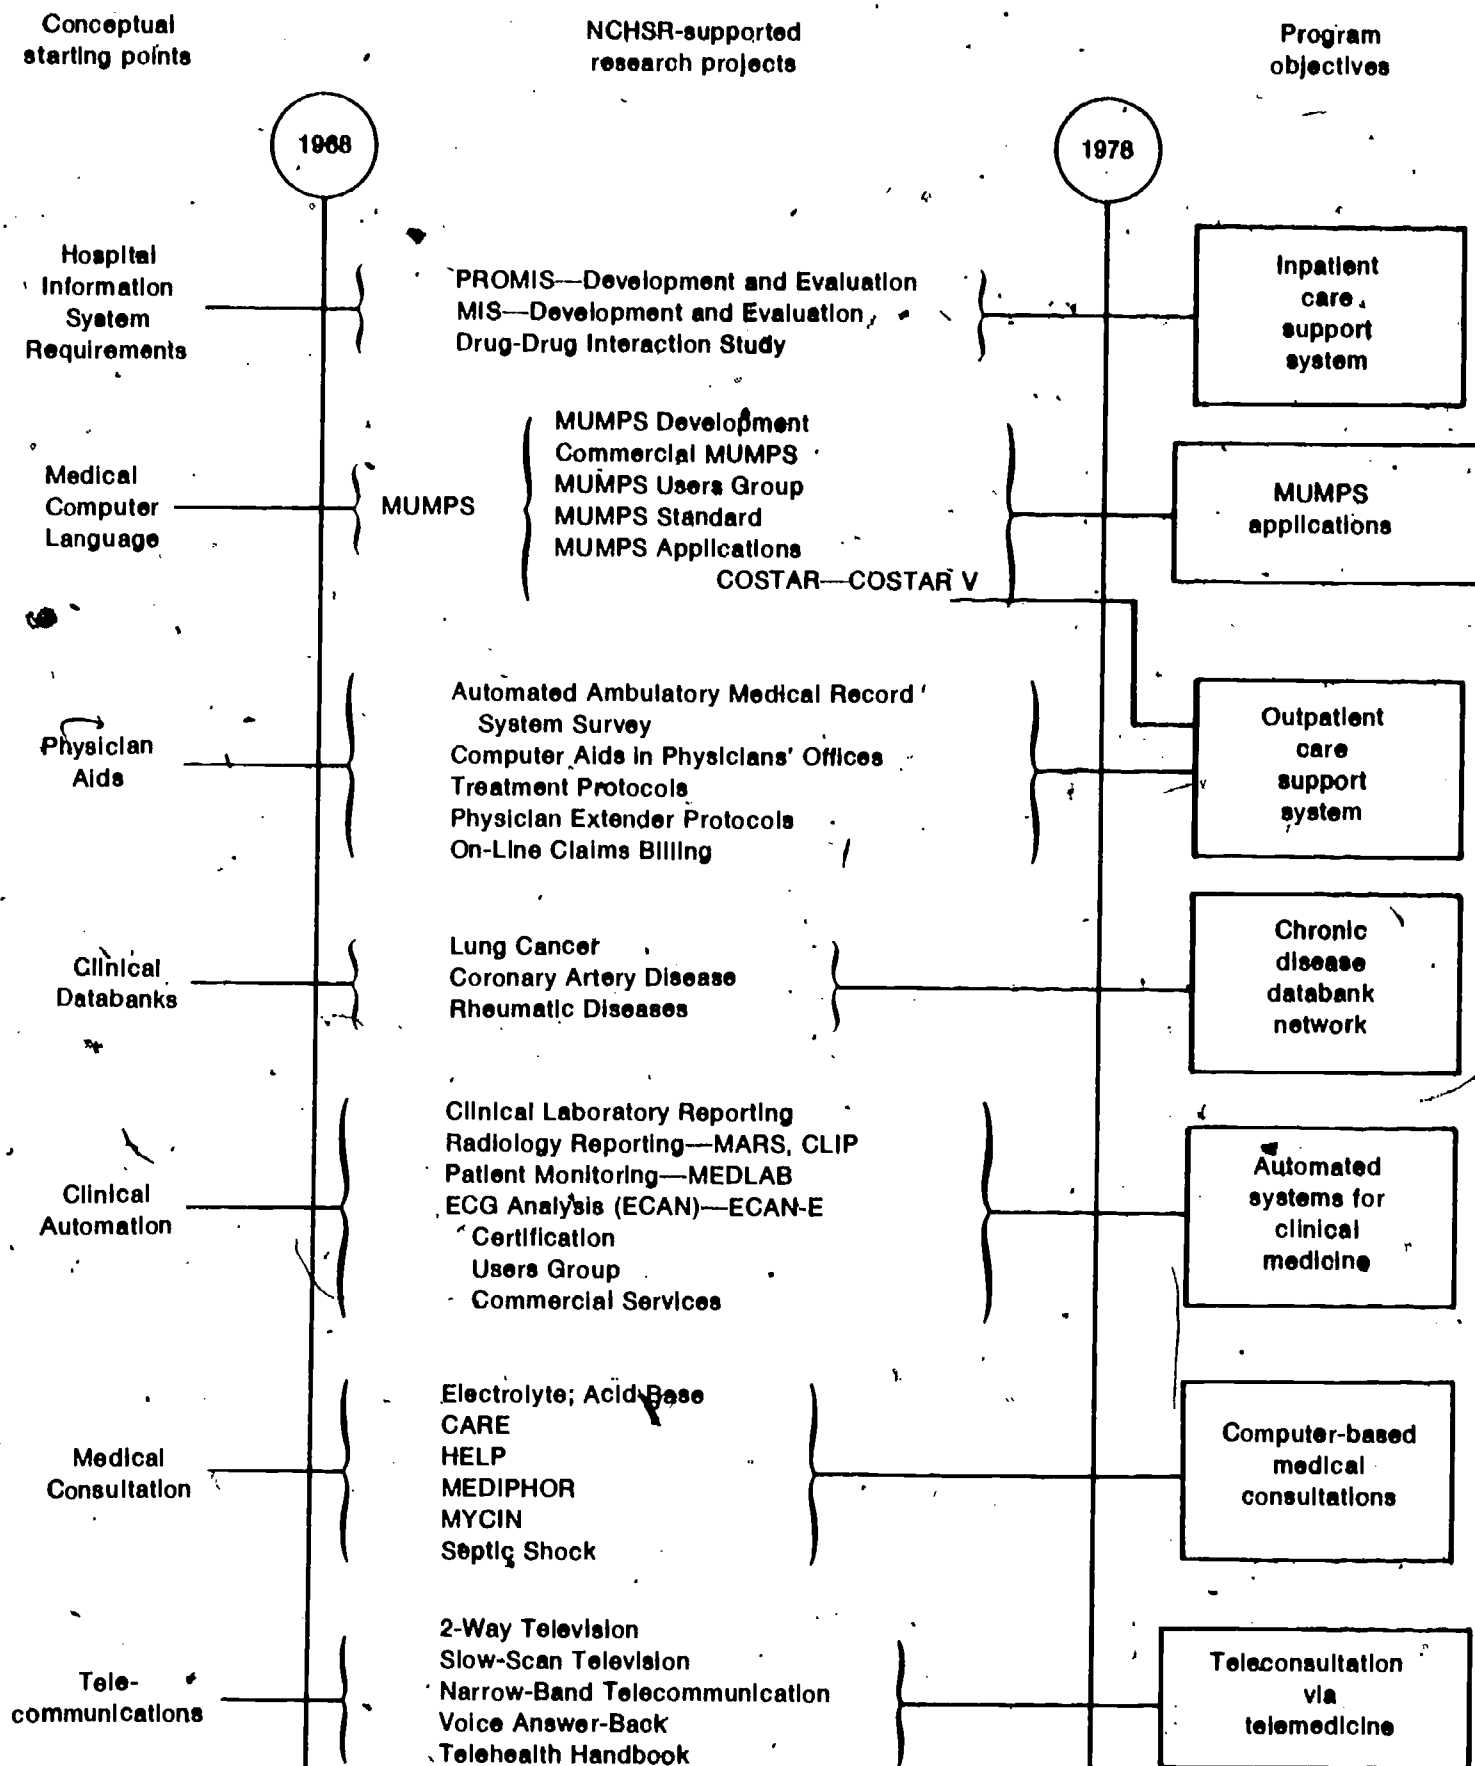 Conceptual
starting points
NCHSR-supported
research projects
Program
objectives
1968
1978
Hospital
Information
System
Requirements
PROMIS—Development and Evaluation
MIS—Development and Evaluation
Drug-Drug Interaction Study
Inpatient
care
support
system
Medical
Computer
Language
MUMPS
MUMPS Development
Commercial MUMPS
MUMPS Users Group
MUMPS Standard
MUMPS Applications
COSTAR—COSTAR V
MUMPS
applications
Physician
Aids
Automated Ambulatory Medical Record
System Survey
Computer Aids in Physicians' Offices
Treatment Protocols
Physician Extender Protocols
On-Line Claims Billing
Outpatient
care
support
system
Clinical
Databanks
Lung Cancer
Coronary Artery Disease
Rheumatic Diseases
Chronic
disease
databank
network
Clinical
Automation
Clinical Laboratory Reporting
Radiology Reporting—MARS, CLIP
Patient Monitoring—MEDLAB
ECG Analysis (ECAN)—ECAN-E
Certification
Users Group
Commercial Services
Automated
systems for
clinical
medicine
Medical
Consultation
Electrolyte; Acid-Base
CARE
HELP
MEDIPHOR
MYCIN
Septic Shock
Computer-based
medical
consultations
Tele-
communications
2-Way Television
Slow-Scan Television
Narrow-Band Telecommunication
Voice Answer-Back
Telehealth Handbook
Teleconsultation
via
telemedicine